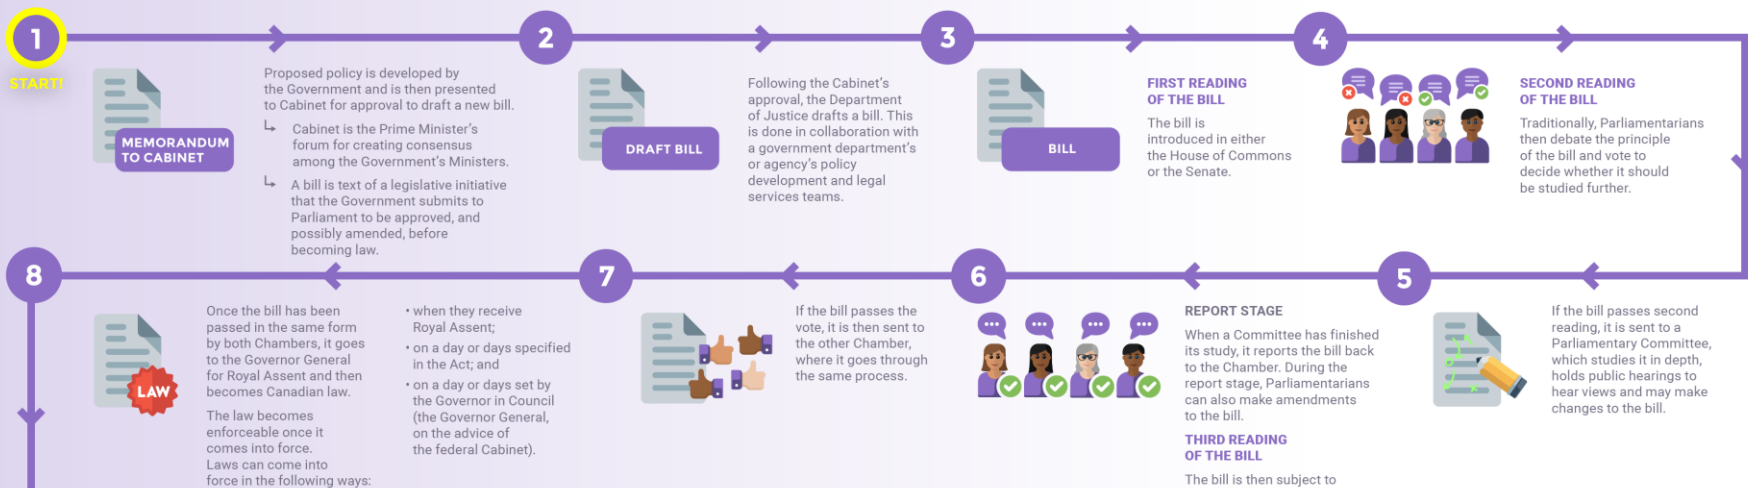 1
START!
MEMORANDUM
TO CABINET
Proposed policy is developed by
the Government and is then presented
to Cabinet for approval to draft a new bill.
Cabinet is the Prime Minister's
forum for creating consensus
among the Government's Ministers.
A bill is text of a legislative initiative
that the Government submits to
Parliament to be approved, and
possibly amended, before
becoming law.
2
DRAFT BILL
Following the Cabinet's
approval, the Department
of Justice drafts a bill. This
is done in collaboration with
a government department's
or agency's policy
development and legal
services teams.
3
BILL
FIRST READING
OF THE BILL
The bill is
introduced in either
the House of Commons
or the Senate.
4
SECOND READING
OF THE BILL
Traditionally, Parliamentarians
then debate the principle
of the bill and vote to
decide whether it should
be studied further.
5
If the bill passes second
reading, it is sent to a
Parliamentary Committee,
which studies it in depth,
holds public hearings to
hear views and may make
changes to the bill.
6
REPORT STAGE
When a Committee has finished
its study, it reports the bill back
to the Chamber. During the
report stage, Parliamentarians
can also make amendments
to the bill.
THIRD READING
OF THE BILL
The bill is then subject to
7
If the bill passes the
vote, it is then sent to
the other Chamber,
where it goes through
the same process.
8
LAW
Once the bill has been
passed in the same form
by both Chambers, it goes
to the Governor General
for Royal Assent and then
becomes Canadian law.
The law becomes
enforceable once it
comes into force.
Laws can come into
force in the following ways:
• when they receive
Royal Assent;
• on a day or days specified
in the Act; and
• on a day or days set by
the Governor in Council
(the Governor General,
on the advice of
the federal Cabinet).